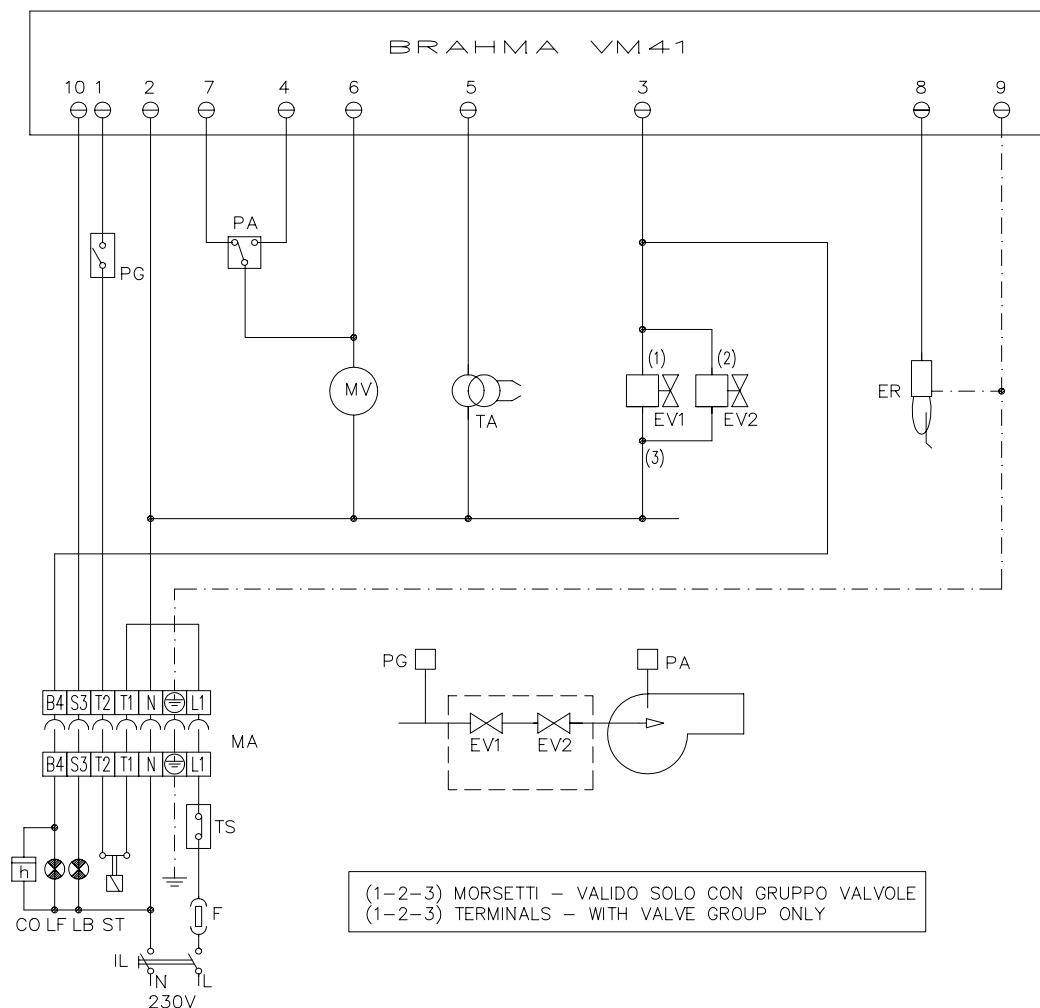 BRAHMA VM41
10 1 2 7 4 6 5 3 8 9
PA
PG
(1) (2)
MV
TA
EV1 EV2
ER
(3)
PG
PA
B4 S3 T2 T1 N L1
MA
EV1 EV2
B4 S3 T2 T1 N L1
TS
h
F
CO LF LB ST
(1-2-3) MORSETTI - VALIDO SOLO CON GRUPPO VALVOLE
(1-2-3) TERMINALS - WITH VALVE GROUP ONLY
IL
N L
230V